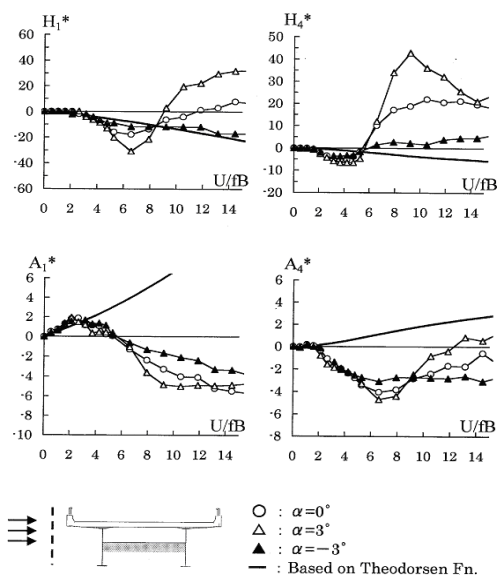 H₁* H₄*
60 50
40 40
20 30
0 20
-20 10
-40 0
-60 -10
-20
U/fB U/fB
0 2 4 6 8 10 12 14 0 2 4 6 8 10 12 14
A₁* A₄*
6 6
4 4
2 2
0 0
-2 -2
-4 -4
-6 -6
-8 -8
-10
U/fB U/fB
0 2 4 6 8 10 12 14 0 2 4 6 8 10 12 14
○ : α=0°
△ : α=3°
▲ : α=−3°
— : Based on Theodorsen Fn.